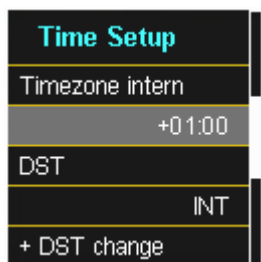 Time Setup
Timezone intern
+01:00
DST
INT
+ DST change